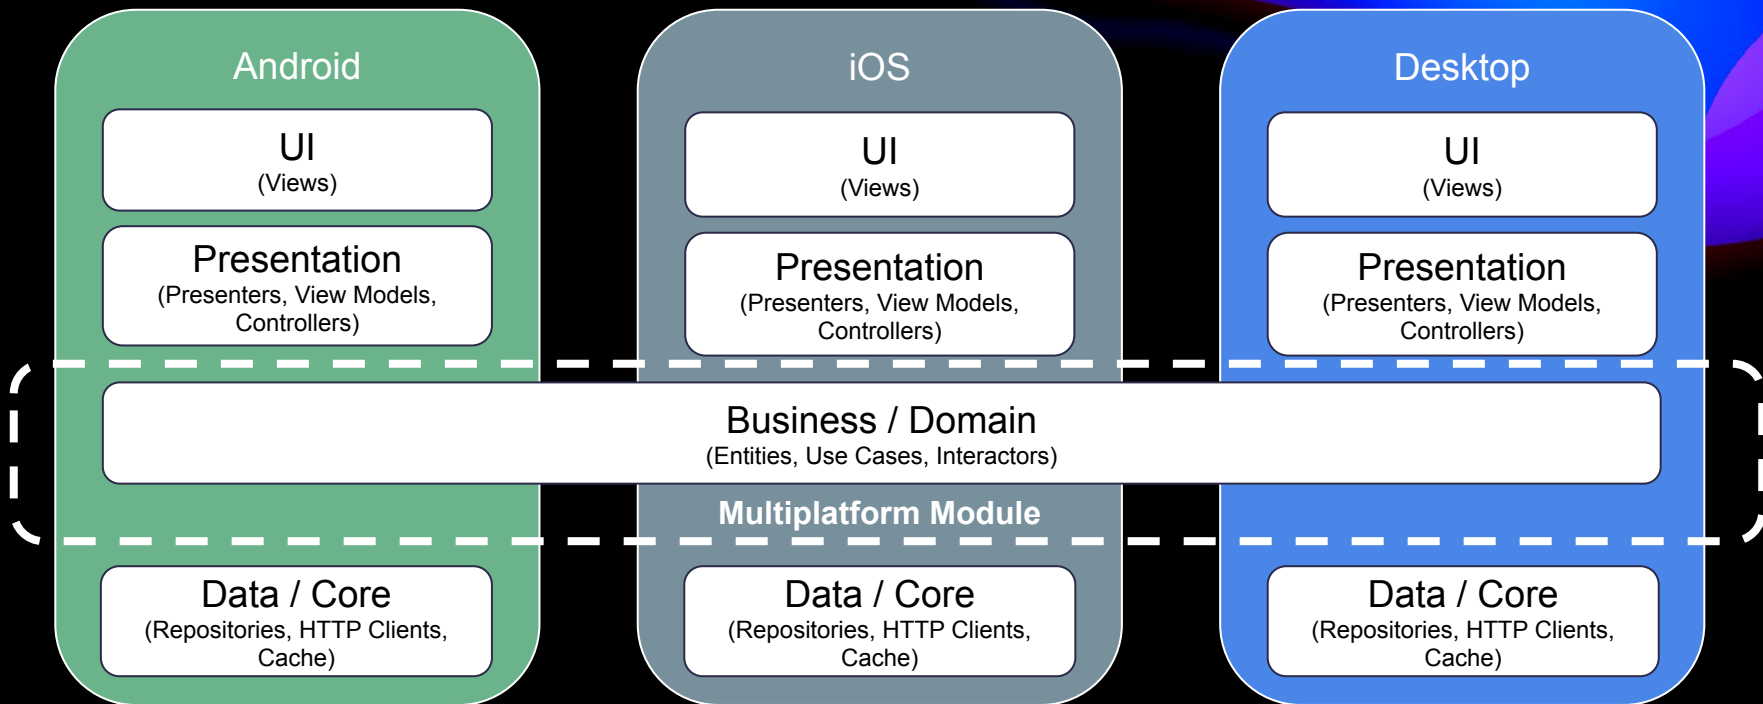 Android
UI
(Views)
Presentation
(Presenters, View Models,
Controllers)
iOS
UI
(Views)
Presentation
(Presenters, View Models,
Controllers)
Desktop
UI
(Views)
Presentation
(Presenters, View Models,
Controllers)
Business / Domain
(Entities, Use Cases, Interactors)
Multiplatform Module
Data / Core
(Repositories, HTTP Clients,
Cache)
Data / Core
(Repositories, HTTP Clients,
Cache)
Data / Core
(Repositories, HTTP Clients,
Cache)